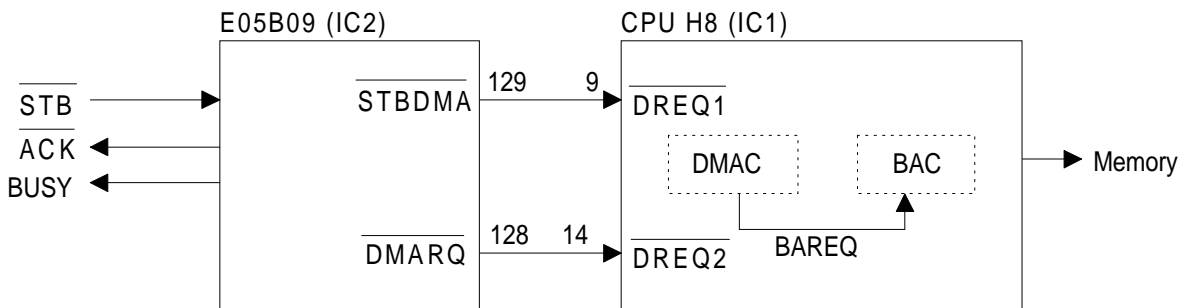 E05B09 (IC2)
CPU H8 (IC1)
STB
ACK
BUSY
STBDMA
129
9
DREQ1
DMAC
BAC
Memory
BAREQ
DMARQ
128
14
DREQ2